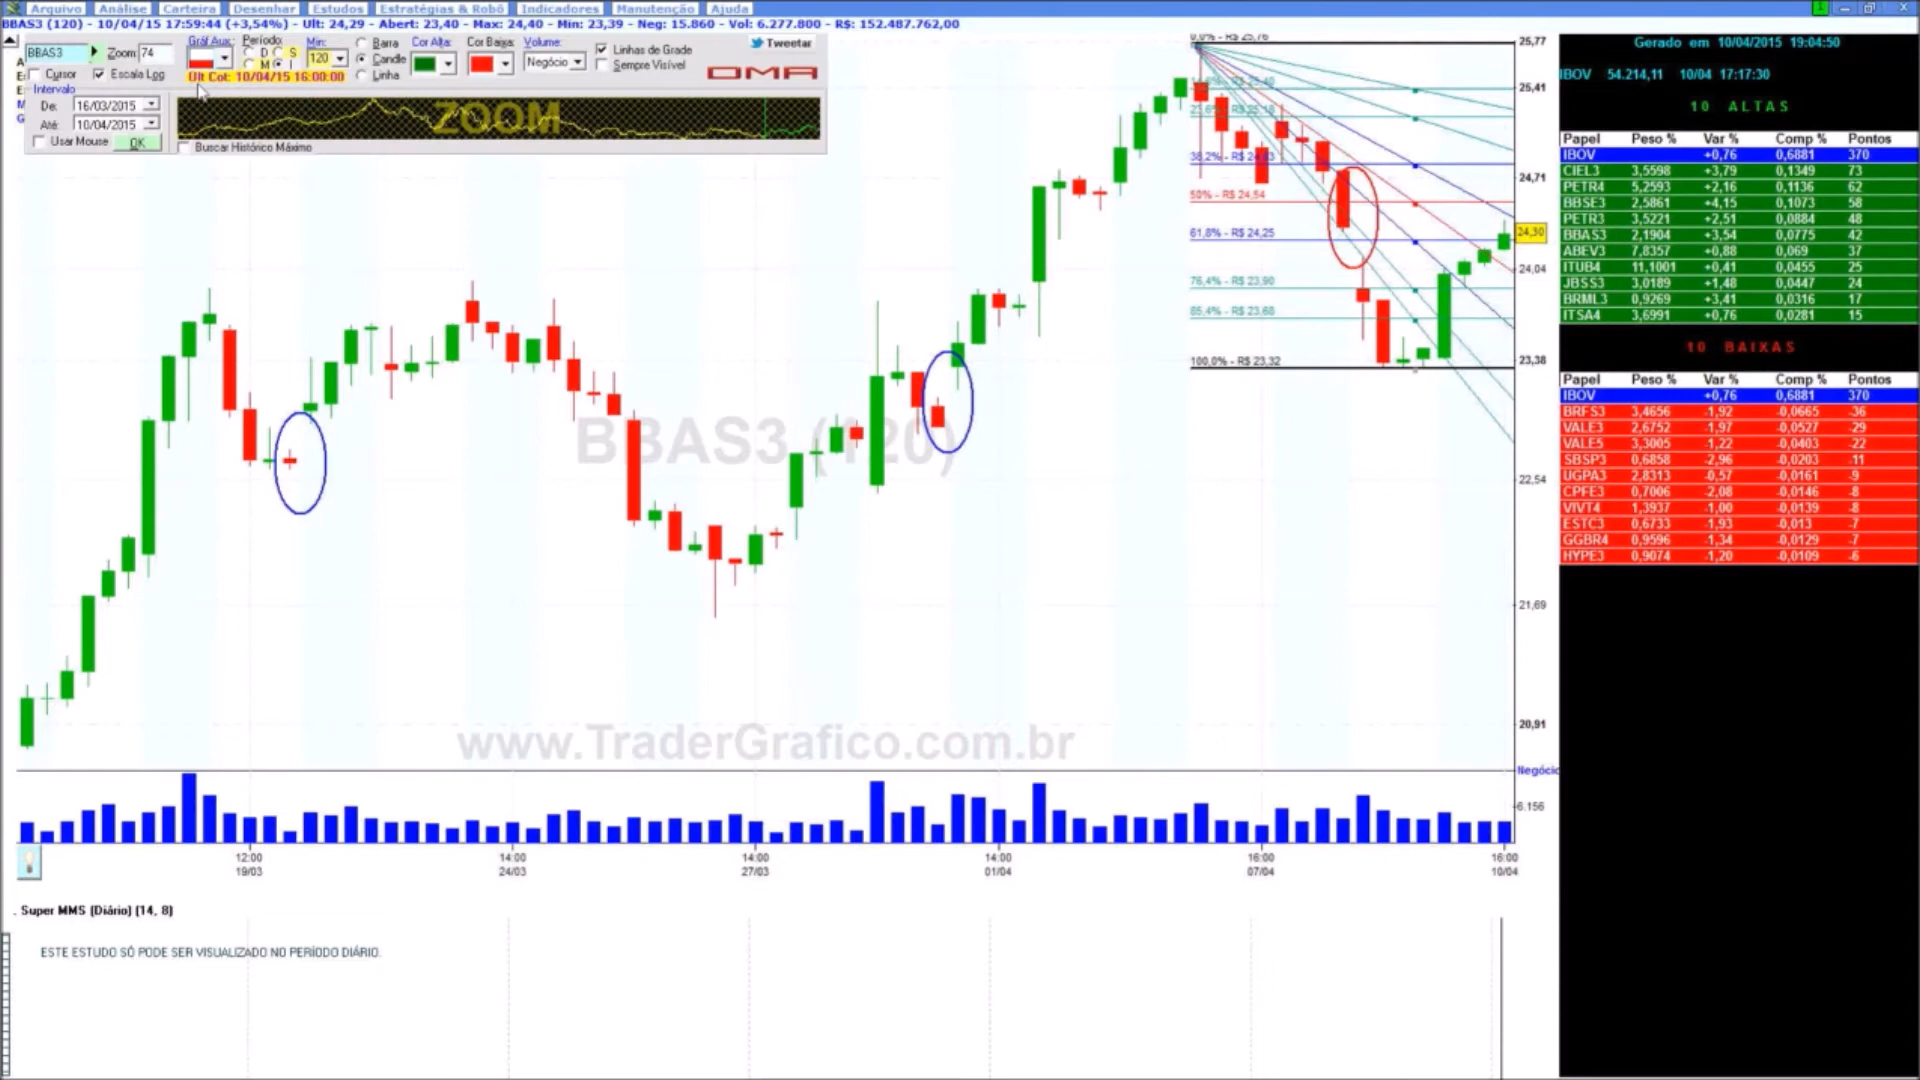 Arquivo Análise Carteira Desenhar Estudos Estratégias & Robô Indicadores Manutenção Ajuda
BBAS3 (120) - 10/04/15 17:59:44 (+3,54%) - Ult: 24,29 - Abert: 23,40 - Max: 24,40 - Min: 23,39 - Neg: 15.860 - Vol: 6.277.800 - R$: 152.487.762,00
BBAS3 Zoom: 74 Gráf Aux: Período: D S M I Min: 120 Barra Candle Linha Cor Alta: Cor Baixa: Volume: Negócio Linhas de Grade Sempre Visível Tweetar
Cursor Escala Log Ult Cot: 10/04/15 16:00:00 OMA
Intervalo
De: 16/03/2015
Até: 10/04/2015
Usar Mouse OK
ZOOM
Buscar Histórico Máximo
0,0% - R$ 25,76
23,6% - R$ 25,18
38,2% - R$ 24,83
50% - R$ 24,54
61,8% - R$ 24,25
76,4% - R$ 23,90
85,4% - R$ 23,68
100,0% - R$ 23,32
25,77
25,41
24,71
24,30
24,04
23,38
22,54
21,69
20,91
BBAS3 (120)
www.TraderGrafico.com.br
Negócio
6.156
12:00 14:00 14:00 14:00 16:00 16:00
19/03 24/03 27/03 01/04 07/04 10/04
. Super MMS (Diário) (14, 8)
ESTE ESTUDO SÓ PODE SER VISUALIZADO NO PERÍODO DIÁRIO.
Gerado em 10/04/2015 19:04:50
IBOV 54.214,11 10/04 17:17:30
10 ALTAS
Papel Peso % Var % Comp % Pontos
IBOV +0,76 0,6881 370
CIEL3 3,5598 +3,79 0,1349 73
PETR4 5,2593 +2,16 0,1136 62
BBSE3 2,5861 +4,15 0,1073 58
PETR3 3,5221 +2,51 0,0884 48
BBAS3 2,1904 +3,54 0,0775 42
ABEV3 7,8357 +0,88 0,069 37
ITUB4 11,1001 +0,41 0,0455 25
JBSS3 3,0189 +1,48 0,0447 24
BRML3 0,9269 +3,41 0,0316 17
ITSA4 3,6991 +0,76 0,0281 15
10 BAIXAS
Papel Peso % Var % Comp % Pontos
IBOV +0,76 0,6881 370
BRFS3 3,4656 -1,92 -0,0665 -36
VALE3 2,6752 -1,97 -0,0527 -29
VALE5 3,3005 -1,22 -0,0403 -22
SBSP3 0,6858 -2,96 -0,0203 -11
UGPA3 2,8313 -0,57 -0,0161 -9
CPFE3 0,7006 -2,08 -0,0146 -8
VIVT4 1,3937 -1,00 -0,0139 -8
ESTC3 0,6733 -1,93 -0,013 -7
GGBR4 0,9596 -1,34 -0,0129 -7
HYPE3 0,9074 -1,20 -0,0109 -6